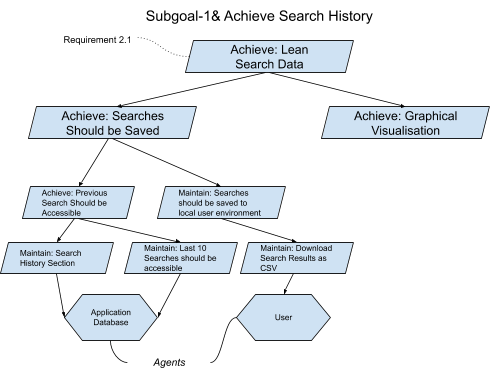 Subgoal-1& Achieve Search History
Requirement 2.1
Achieve: Lean
Search Data
Achieve: Searches
Should be Saved
Achieve: Graphical
Visualisation
Achieve: Previous
Search Should be
Accessible
Maintain: Searches
should be saved to
local user environment
Maintain: Search
History Section
Maintain: Last 10
Searches should be
accessible
Maintain: Download
Search Results as
CSV
Application
Database
User
Agents